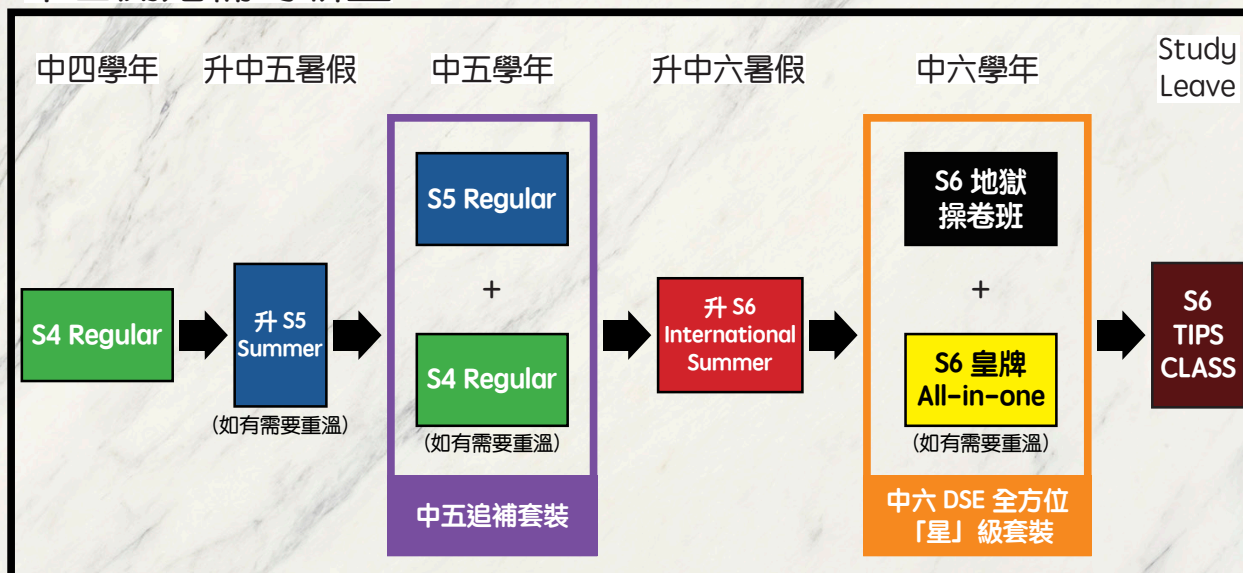 中四學年
升中五暑假
中五學年
升中六暑假
中六學年
Study
Leave
S4 Regular
升 S5
Summer
(如有需要重溫)
S5 Regular
+
S4 Regular
(如有需要重溫)
中五追補套裝
升 S6
International
Summer
S6 地獄
操卷班
+
S6 皇牌
All-in-one
(如有需要重溫)
中六 DSE 全方位
「星」級套裝
S6
TIPS
CLASS